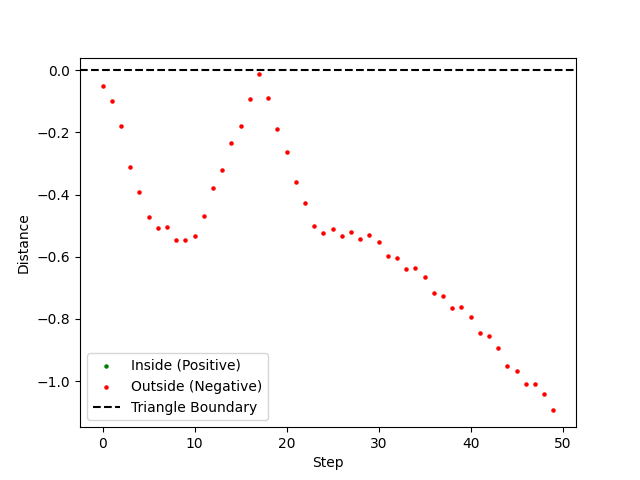 0.0
−0.2
−0.4
−0.6
−0.8
−1.0
Distance
Inside (Positive)
Outside (Negative)
Triangle Boundary
0 10 20 30 40 50
Step